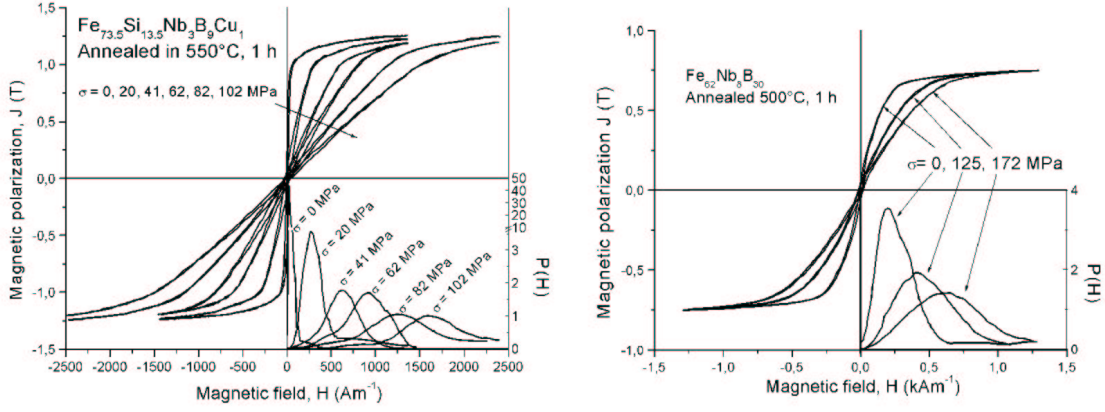 Fe73.5Si13.5Nb3B9Cu1
Annealed in 550°C, 1 h
σ = 0, 20, 41, 62, 82, 102 MPa
Magnetic polarization, J (T)
1,5
1,0
0,5
0,0
-0,5
-1,0
-1,5
-2500 -2000 -1500 -1000 -500 0 500 1000 1500 2000 2500
Magnetic field, H (Am-1)
50
40
30
20
10
3
2
1
0
P(H)
σ = 0 MPa
σ = 20 MPa
σ = 41 MPa
σ = 62 MPa
σ = 82 MPa
σ = 102 MPa
Fe62Nb8B30
Annealed 500°C, 1 h
σ= 0, 125, 172 MPa
Magnetic polarization J (T)
1,0
0,5
0,0
-0,5
-1,0
-1,5 -1,0 -0,5 0,0 0,5 1,0 1,5
Magnetic field, H (kAm-1)
4
2
0
P(H)